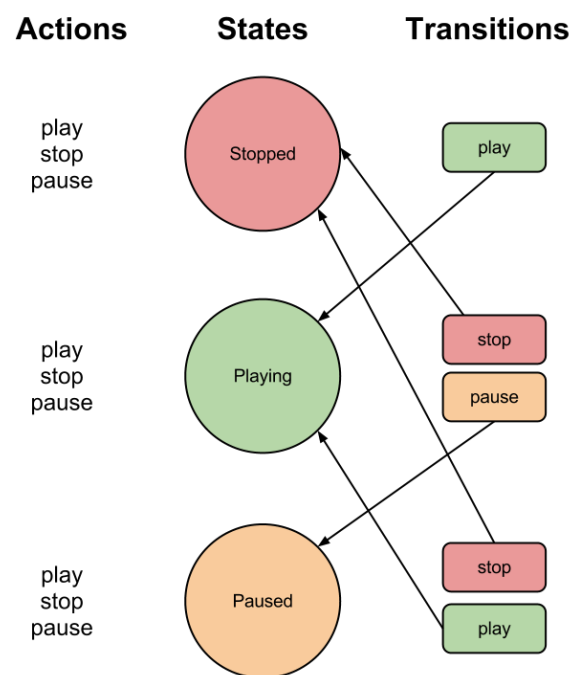 Actions States Transitions
play
stop
pause
Stopped
play
play
stop
pause
Playing
stop
pause
play
stop
pause
Paused
stop
play